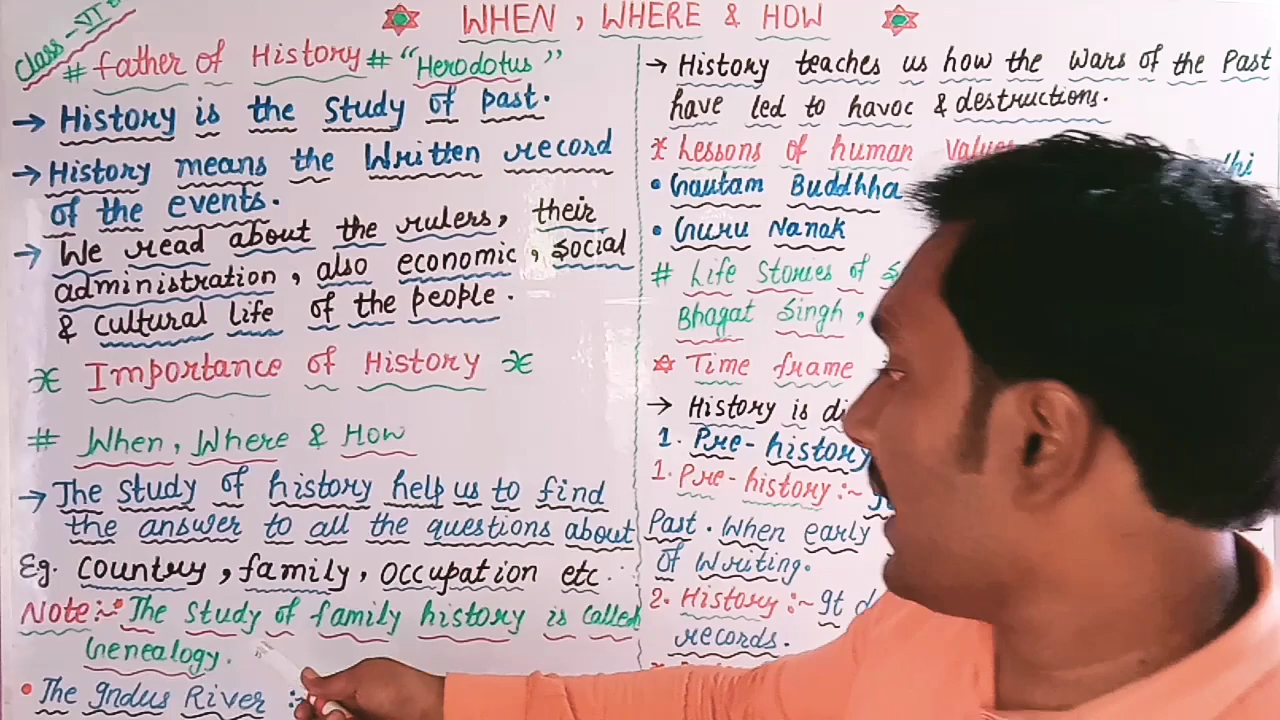 Class - VI
WHEN, WHERE & HOW
# Father of History # "Herodotus"
→ History is the study of past.
→ History means the Written record
of the events.
→ We read about the rulers, their
administration, also economic, social
& cultural life of the people.
Importance of History
# When, Where & How
→ The study of history help us to find
the answer to all the questions about
Eg. Country, family, occupation etc.
Note:~ • The study of family history is called
Genealogy.
• The Indus River :~
→ History teaches us how the wars of the Past
have led to havoc & destructions.
Lessons of human Values
• Gautam Buddhha
• Guru Nanak
# Life Stories of
Bhagat Singh,
Time frame
→ History is
1. Pre-history
1. Pre-history :~
Past. When early
of Writing.
2. History :~ It
records.